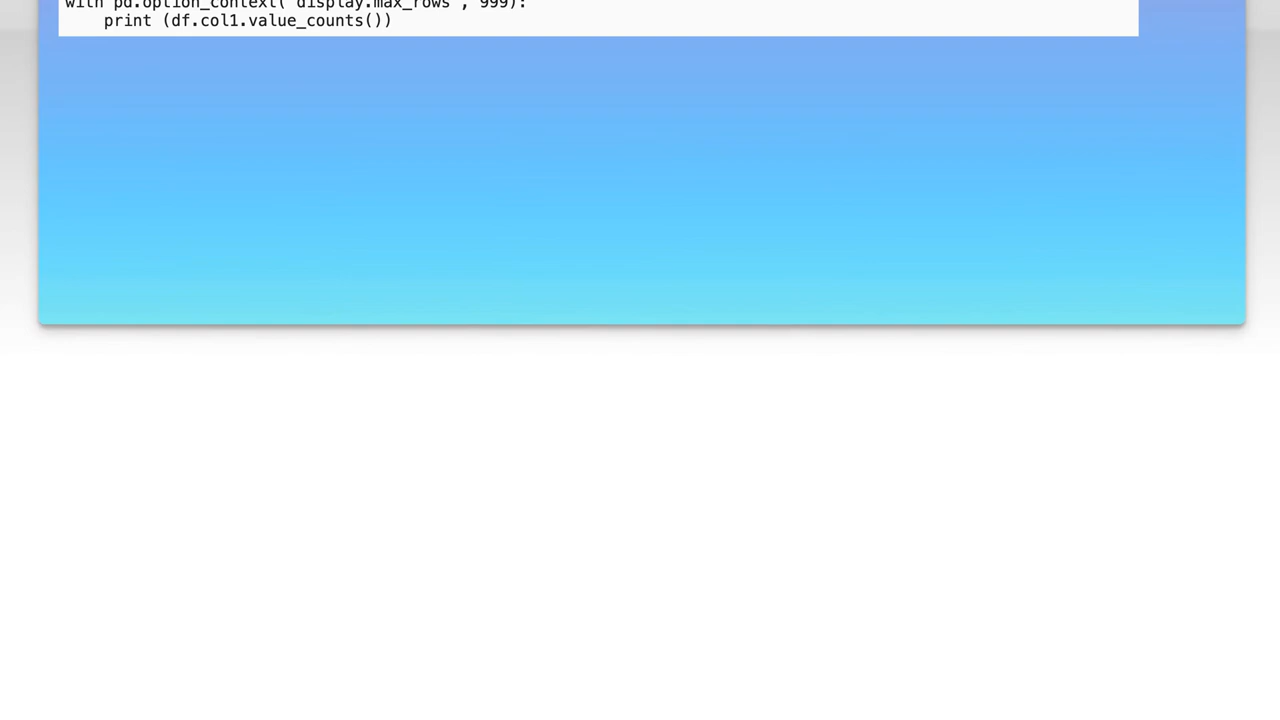 with pd.option_context('display.max_rows', 999):
print (df.col1.value_counts())